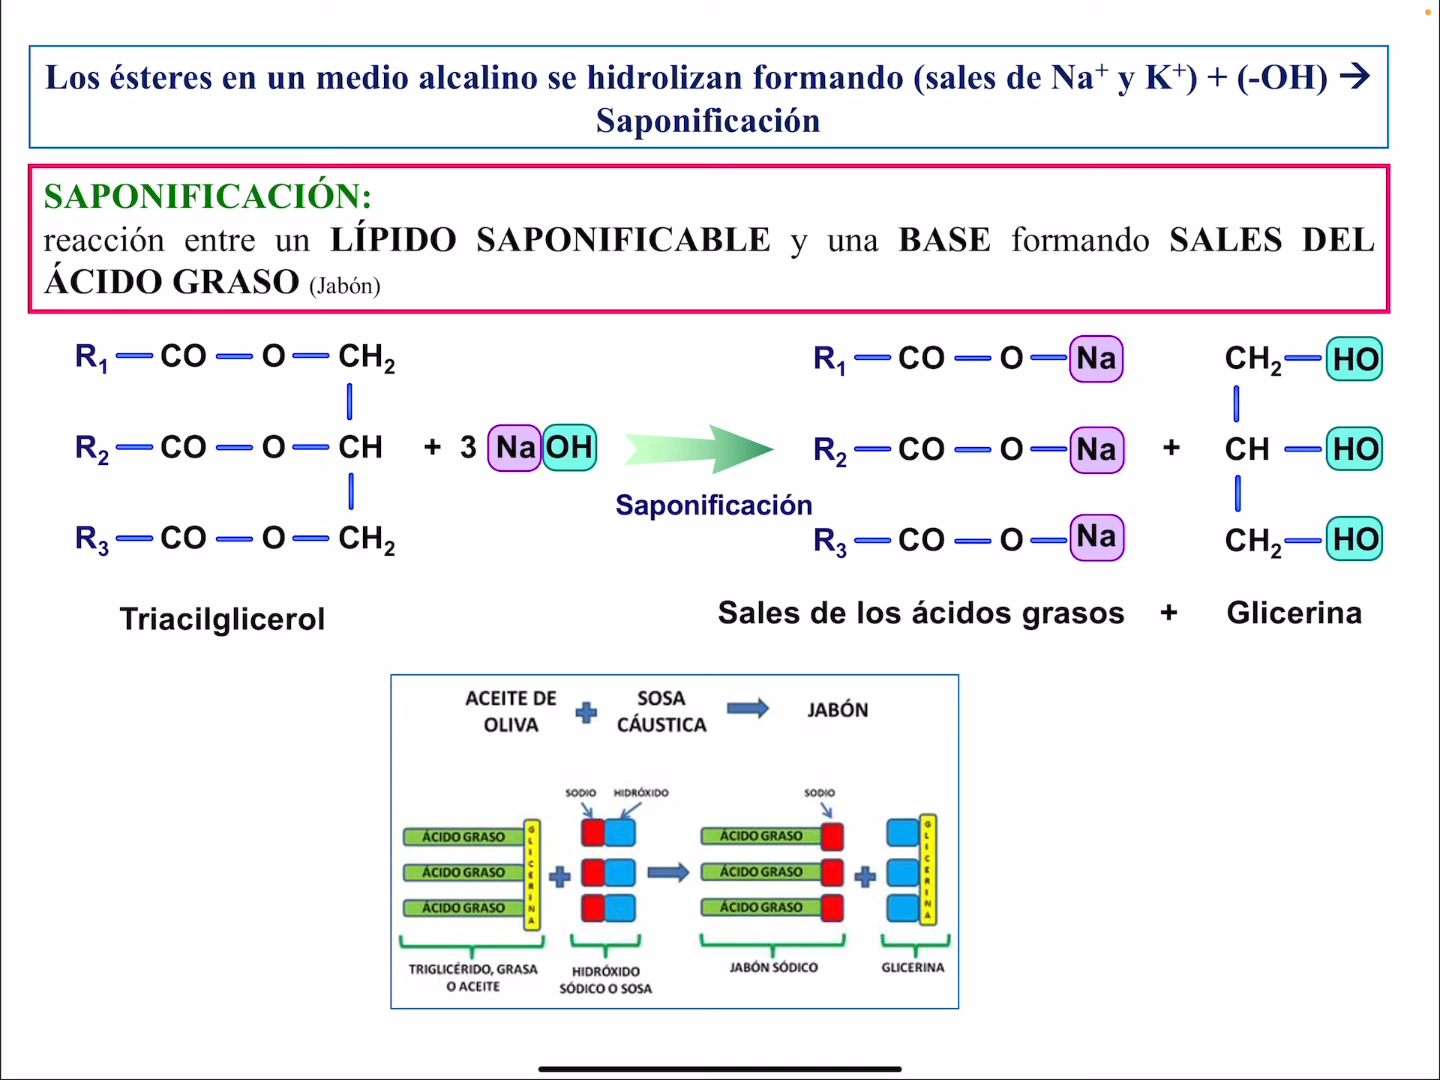 Los ésteres en un medio alcalino se hidrolizan formando (sales de Na⁺ y K⁺) + (-OH) →
Saponificación
SAPONIFICACIÓN:
reacción entre un LÍPIDO SAPONIFICABLE y una BASE formando SALES DEL
ÁCIDO GRASO (Jabón)
R₁ — CO — O — CH₂
R₂ — CO — O — CH + 3 NaOH
R₃ — CO — O — CH₂
Saponificación
R₁ — CO — O — Na CH₂ — HO
R₂ — CO — O — Na + CH — HO
R₃ — CO — O — Na CH₂ — HO
Triacilglicerol
Sales de los ácidos grasos + Glicerina
ACEITE DE
OLIVA
SOSA
CÁUSTICA
JABÓN
SODIO HIDRÓXIDO
SODIO
ÁCIDO GRASO
ÁCIDO GRASO
ÁCIDO GRASO
GLICERINA
ÁCIDO GRASO
ÁCIDO GRASO
ÁCIDO GRASO
GLICERINA
TRIGLICÉRIDO, GRASA
O ACEITE
HIDRÓXIDO
SÓDICO O SOSA
JABÓN SÓDICO
GLICERINA